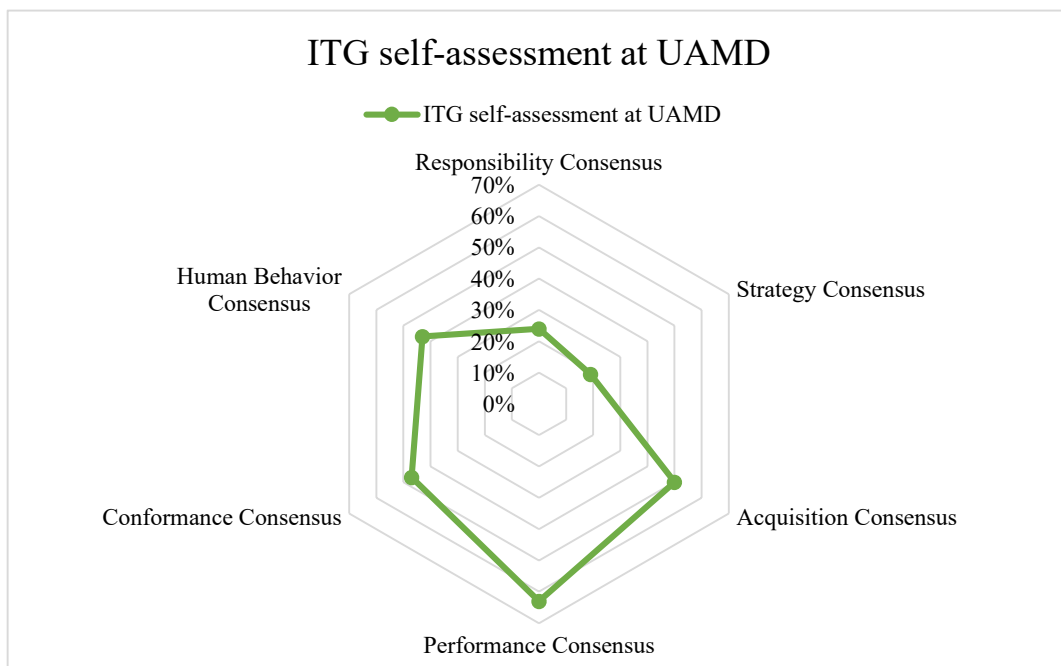 ITG self-assessment at UAMD
ITG self-assessment at UAMD
Responsibility Consensus
70%
60%
50%
40%
30%
20%
10%
0%
Strategy Consensus
Acquisition Consensus
Performance Consensus
Conformance Consensus
Human Behavior
Consensus